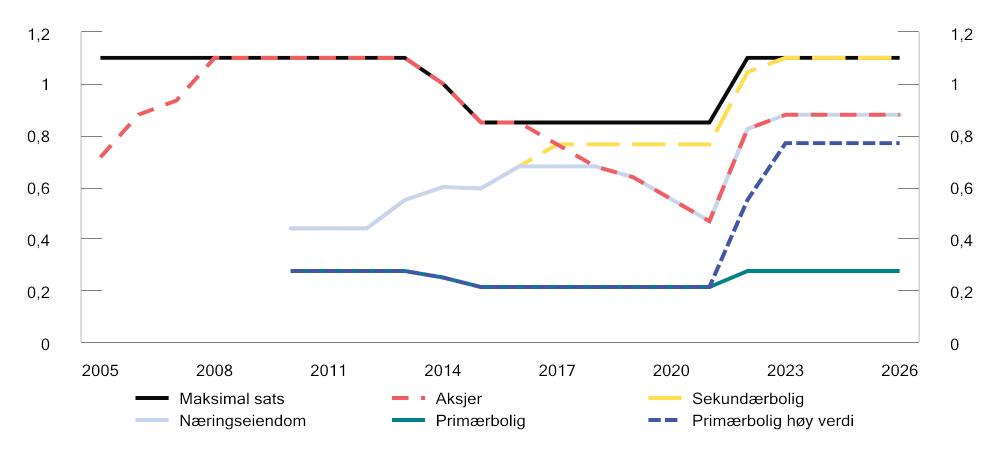 1,2 1,2
1 1
0,8 0,8
0,6 0,6
0,4 0,4
0,2 0,2
0 0
2005 2008 2011 2014 2017 2020 2023 2026
Maksimal sats Aksjer Sekundærbolig
Næringseiendom Primærbolig Primærbolig høy verdi